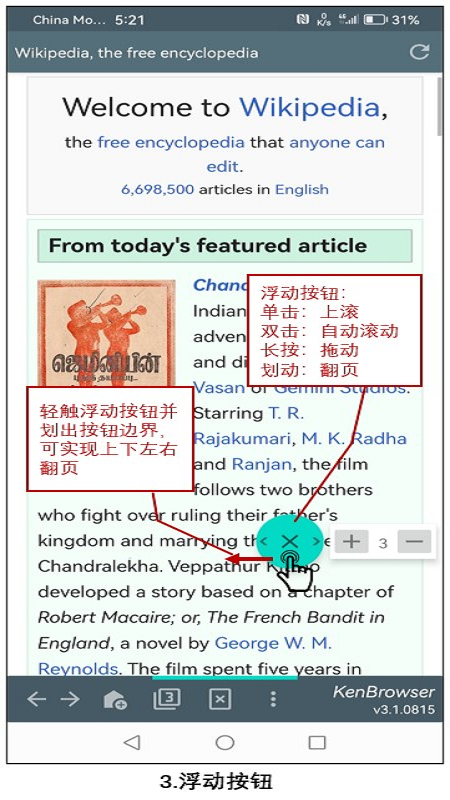 China Mo... 5:21 0 K/s 31%
Wikipedia, the free encyclopedia
Welcome to Wikipedia,
the free encyclopedia that anyone can
edit.
6,698,500 articles in English
From today's featured article
ஜெமினியின்
Chand
Indian
adven
and di
Vasan of Gemini Studios.
Starring T. R.
Rajakumari, M. K. Radha
and Ranjan, the film
follows two brothers
who fight over ruling their father's
kingdom and marrying th
Chandralekha. Veppathur K
developed a story based on a chapter of
Robert Macaire; or, The French Bandit in
England, a novel by George W. M.
Reynolds. The film spent five years in
浮动按钮：
单击：上滚
双击：自动滚动
长按：拖动
划动：翻页
轻触浮动按钮并
划出按钮边界，
可实现上下左右
翻页
3
3
KenBrowser
v3.1.0815
3.浮动按钮